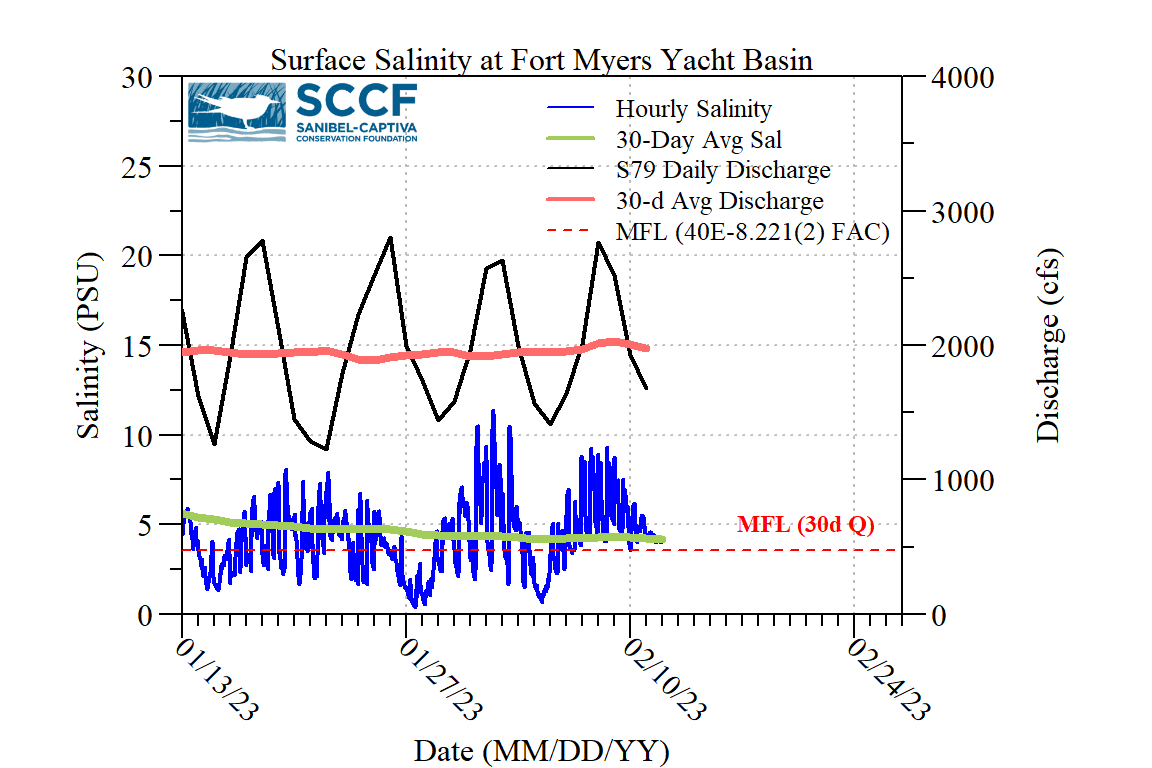 Surface Salinity at Fort Myers Yacht Basin
SCCF
SANIBEL-CAPTIVA
CONSERVATION FOUNDATION
Hourly Salinity
30-Day Avg Sal
S79 Daily Discharge
30-d Avg Discharge
MFL (40E-8.221(2) FAC)
30
25
20
15
10
5
0
Salinity (PSU)
4000
3000
2000
1000
0
Discharge (cfs)
MFL (30d Q)
01/13/23
01/27/23
02/10/23
02/24/23
Date (MM/DD/YY)